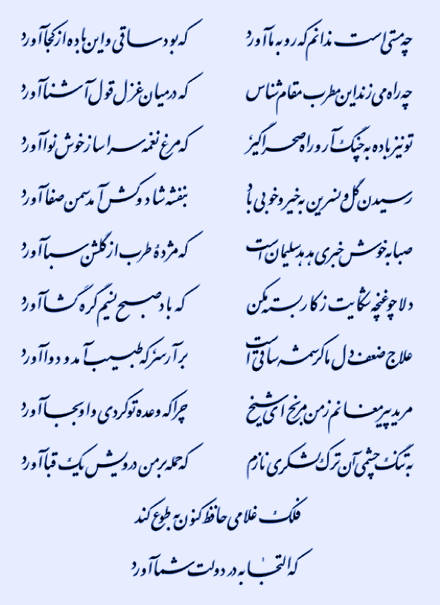 چه مستی است ندانم که رو به ما آورد که بود ساقی و این باده از کجا آورد
چه راه می‌زند این مطرب مقام شناس که در میان غزل قول آشنا آورد
تو نیز باده به چنگ آر و راه صحرا گیر که مرغ نغمه سرا ساز خوش نوا آورد
رسیدن گل و نسرین به خیر و خوبی باد بنفشه شاد و کش آمد سمن صفا آورد
صبا به خوش خبری هدهد سلیمان است که مژده طرب از گلشن سبا آورد
دلا چو غنچه شکایت ز کار بسته مکن که باد صبح نسیم گره گشا آورد
علاج ضعف دل ما کرشمه ساقی است برآر سر که طبیب آمد و دوا آورد
مرید پیر مغانم ز من مرنج ای شیخ چرا که وعده تو کردی و او بجا آورد
به تنگ چشمی آن ترک لشکری نازم که حمله بر من درویش یک قبا آورد
فلک غلامی حافظ کنون به طوع کند
که التجا به در دولت شما آورد